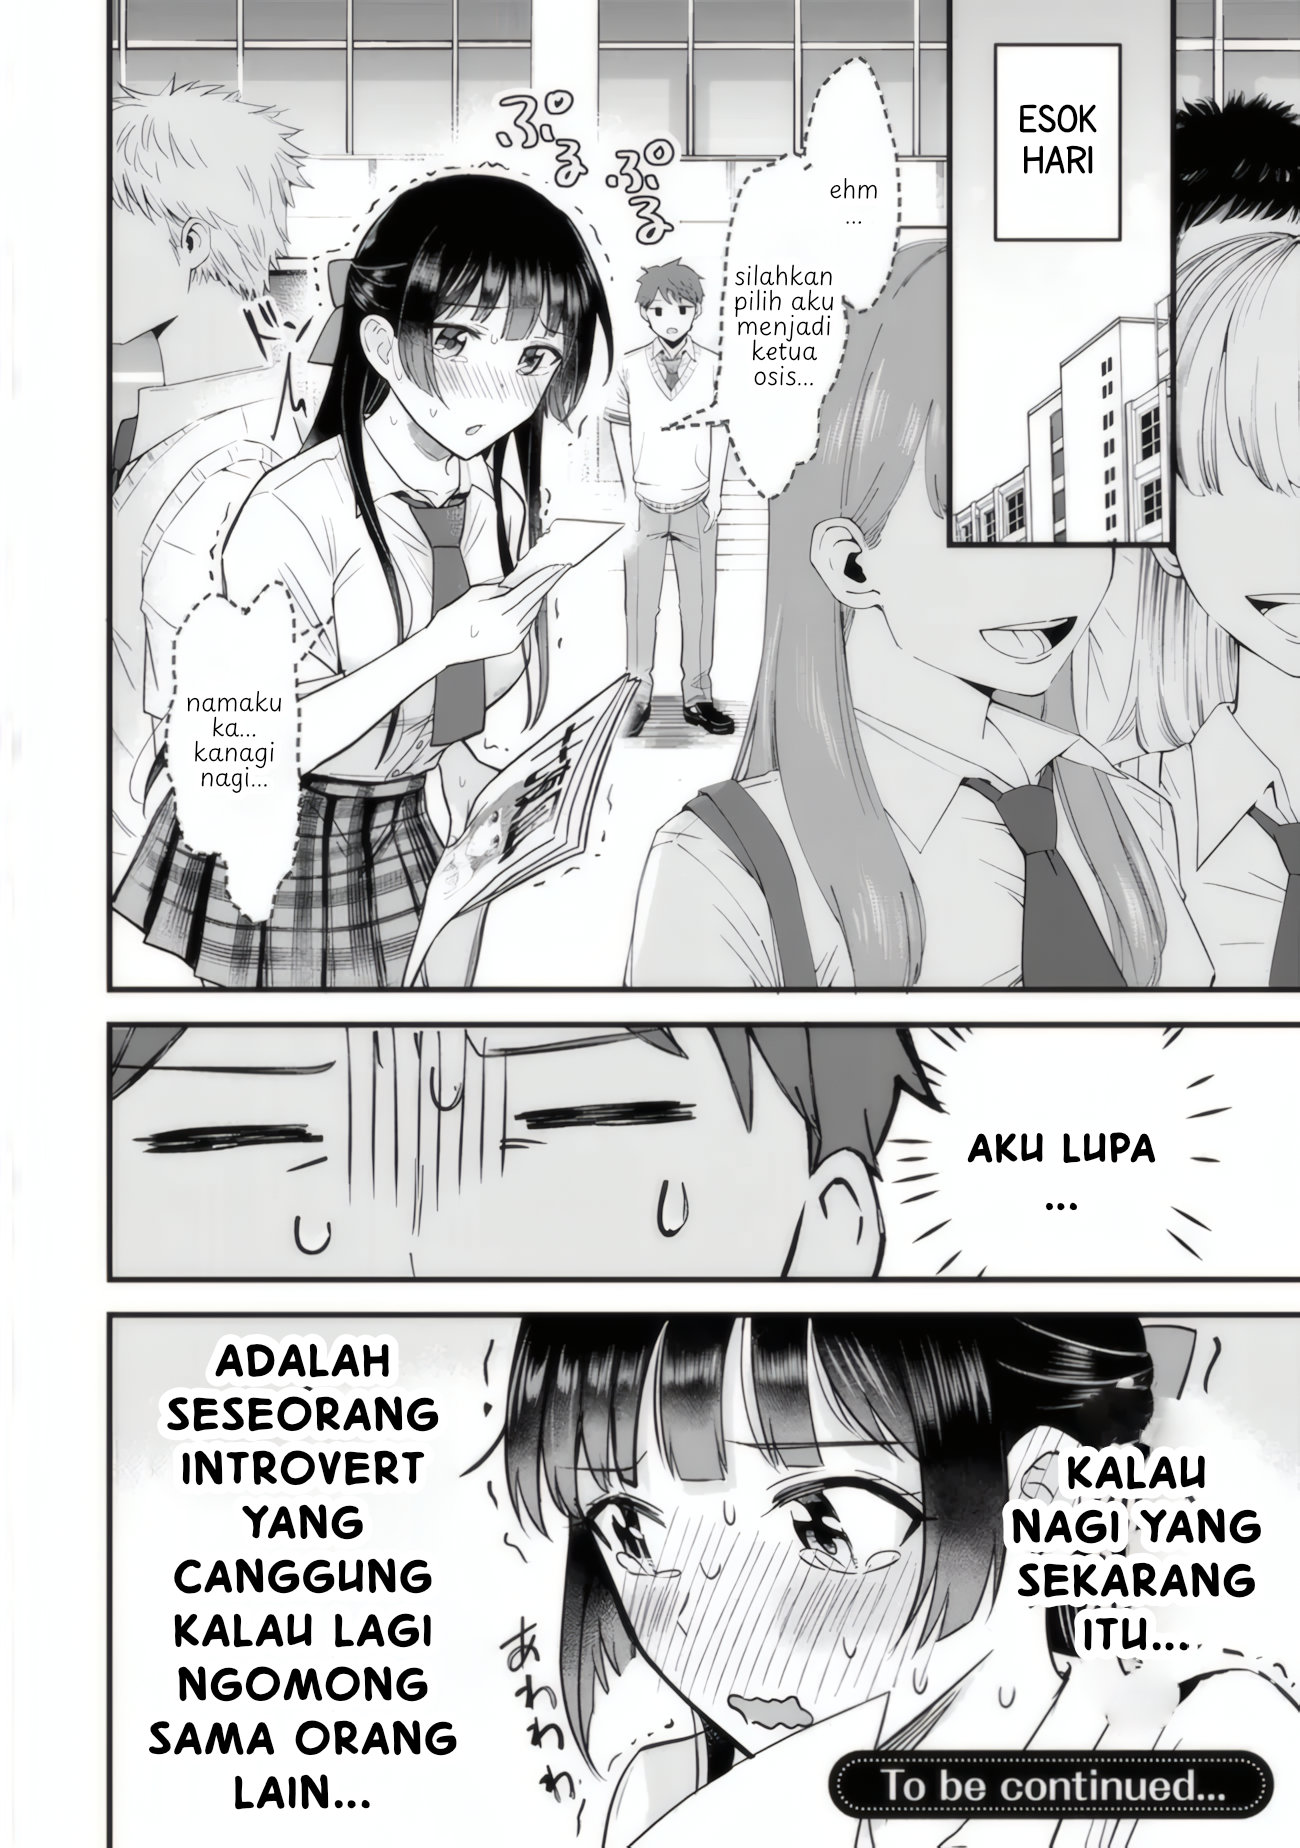 ESOK
HARI
ehm
...
silahkan
pilih aku
menjadi
ketua
osis...
ぷるぷる
ドン
namaku
ka...
kanagi
nagi...
AKU LUPA
...
KALAU
NAGI YANG
SEKARANG
ITU...
ADALAH
SESEORANG
INTROVERT
YANG
CANGGUNG
KALAU LAGI
NGOMONG
SAMA ORANG
LAIN...
あわわわ
To be continued...